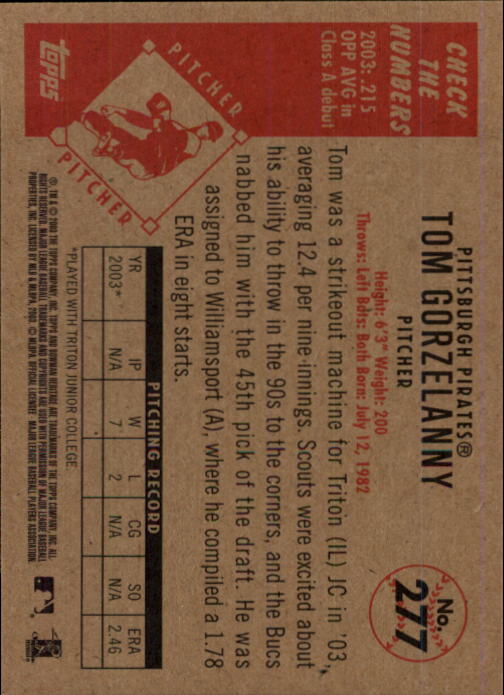 CHECK
THE
NUMBERS
2003: .215
OPP AVG in
Class A debut
PITCHER
PITCHER
topps
PITTSBURGH PIRATES®
TOM GORZELANNY
PITCHER
Height: 6'3" Weight: 200
Throws: Left Bats: Both Born: July 12, 1982
No.
277
Tom was a strikeout machine for Triton (IL) JC in '03,
averaging 12.4 per nine-innings. Scouts were excited about
his ability to throw in the 90s to the corners, and the Bucs
nabbed him with the 45th pick of the draft. He was
assigned to Williamsport (A), where he compiled a 1.78
ERA in eight starts.
PITCHING RECORD
YR IP W L CG SO ERA
2003* N/A 7 2 N/A N/A 2.46
*PLAYED WITH TRITON JUNIOR COLLEGE.